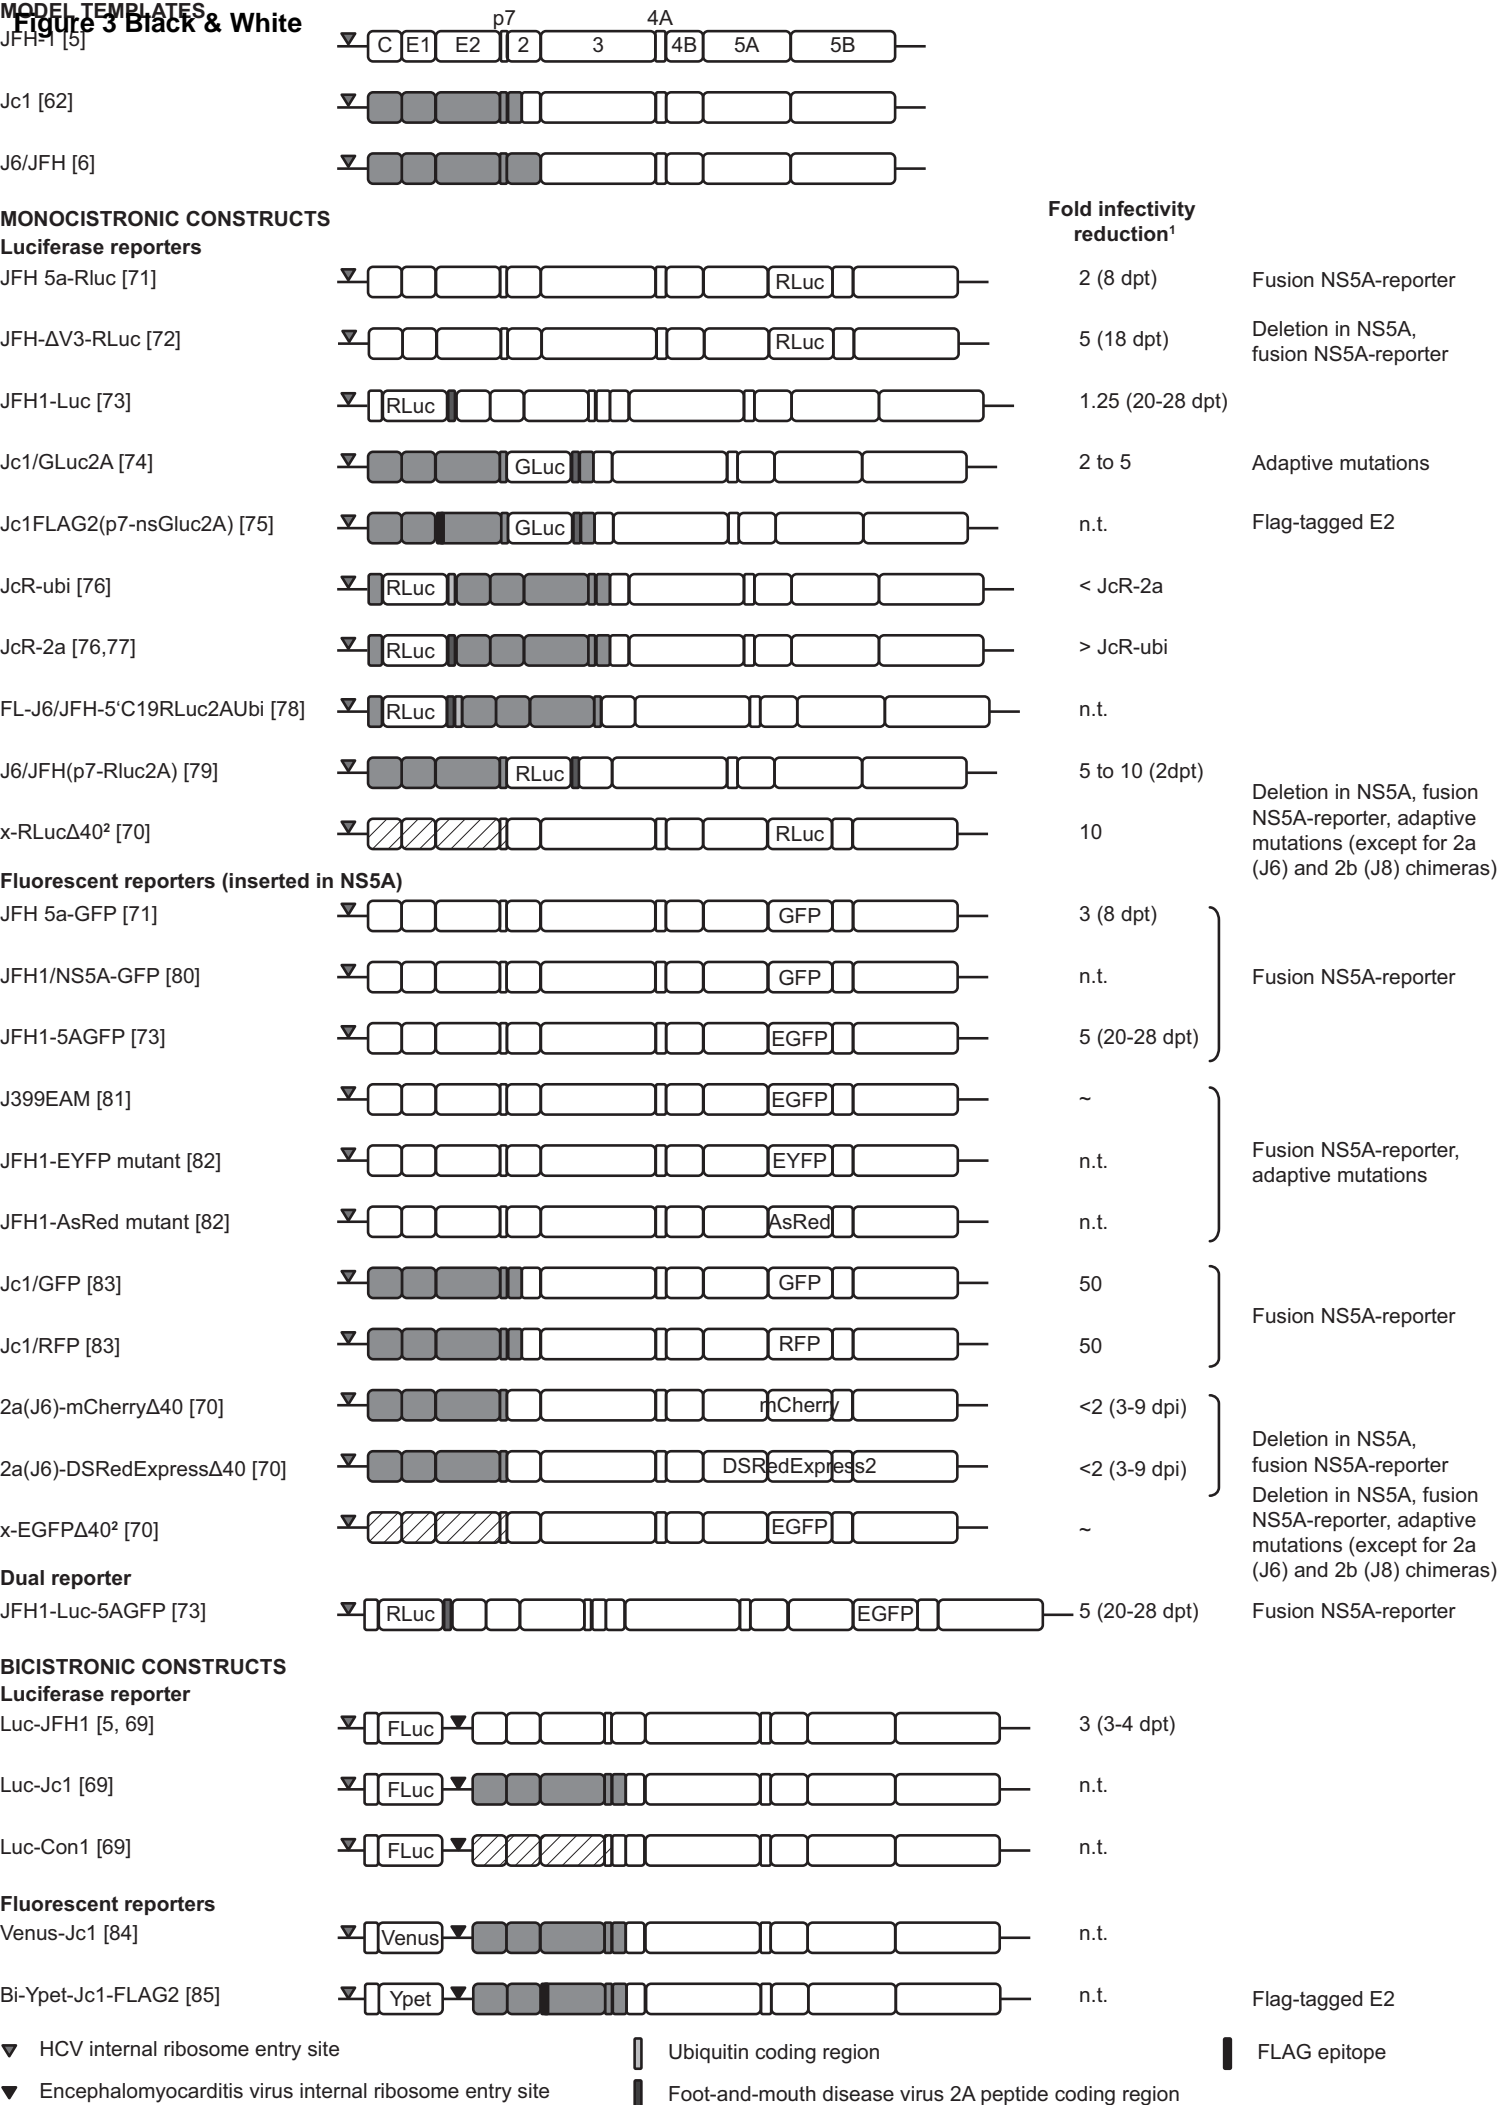 MODEL TEMPLATES
Figure 3 Black & White
p7 4A
JFH-1 [5] C E1 E2 2 3 4B 5A 5B
Jc1 [62]
J6/JFH [6]
MONOCISTRONIC CONSTRUCTS
Fold infectivity
reduction¹
Luciferase reporters
JFH 5a-Rluc [71] RLuc 2 (8 dpt) Fusion NS5A-reporter
JFH-ΔV3-RLuc [72] RLuc 5 (18 dpt) Deletion in NS5A,
fusion NS5A-reporter
JFH1-Luc [73] RLuc 1.25 (20-28 dpt)
Jc1/GLuc2A [74] GLuc 2 to 5 Adaptive mutations
Jc1FLAG2(p7-nsGluc2A) [75] GLuc n.t. Flag-tagged E2
JcR-ubi [76] RLuc < JcR-2a
JcR-2a [76,77] RLuc > JcR-ubi
FL-J6/JFH-5‘C19RLuc2AUbi [78] RLuc n.t.
J6/JFH(p7-Rluc2A) [79] RLuc 5 to 10 (2dpt)
x-RLucΔ40² [70] RLuc 10
Deletion in NS5A, fusion
NS5A-reporter, adaptive
mutations (except for 2a
(J6) and 2b (J8) chimeras)
Fluorescent reporters (inserted in NS5A)
JFH 5a-GFP [71] GFP 3 (8 dpt)
JFH1/NS5A-GFP [80] GFP n.t. Fusion NS5A-reporter
JFH1-5AGFP [73] EGFP 5 (20-28 dpt)
J399EAM [81] EGFP ~
JFH1-EYFP mutant [82] EYFP n.t. Fusion NS5A-reporter,
adaptive mutations
JFH1-AsRed mutant [82] AsRed n.t.
Jc1/GFP [83] GFP 50
Fusion NS5A-reporter
Jc1/RFP [83] RFP 50
2a(J6)-mCherryΔ40 [70] mCherry <2 (3-9 dpi)
Deletion in NS5A,
fusion NS5A-reporter
2a(J6)-DSRedExpressΔ40 [70] DSRedExpress2 <2 (3-9 dpi)
x-EGFPΔ40² [70] EGFP ~
Deletion in NS5A, fusion
NS5A-reporter, adaptive
mutations (except for 2a
(J6) and 2b (J8) chimeras)
Dual reporter
JFH1-Luc-5AGFP [73] RLuc EGFP 5 (20-28 dpt) Fusion NS5A-reporter
BICISTRONIC CONSTRUCTS
Luciferase reporter
Luc-JFH1 [5, 69] FLuc 3 (3-4 dpt)
Luc-Jc1 [69] FLuc n.t.
Luc-Con1 [69] FLuc n.t.
Fluorescent reporters
Venus-Jc1 [84] Venus n.t.
Bi-Ypet-Jc1-FLAG2 [85] Ypet n.t. Flag-tagged E2
HCV internal ribosome entry site Ubiquitin coding region FLAG epitope
Encephalomyocarditis virus internal ribosome entry site Foot-and-mouth disease virus 2A peptide coding region